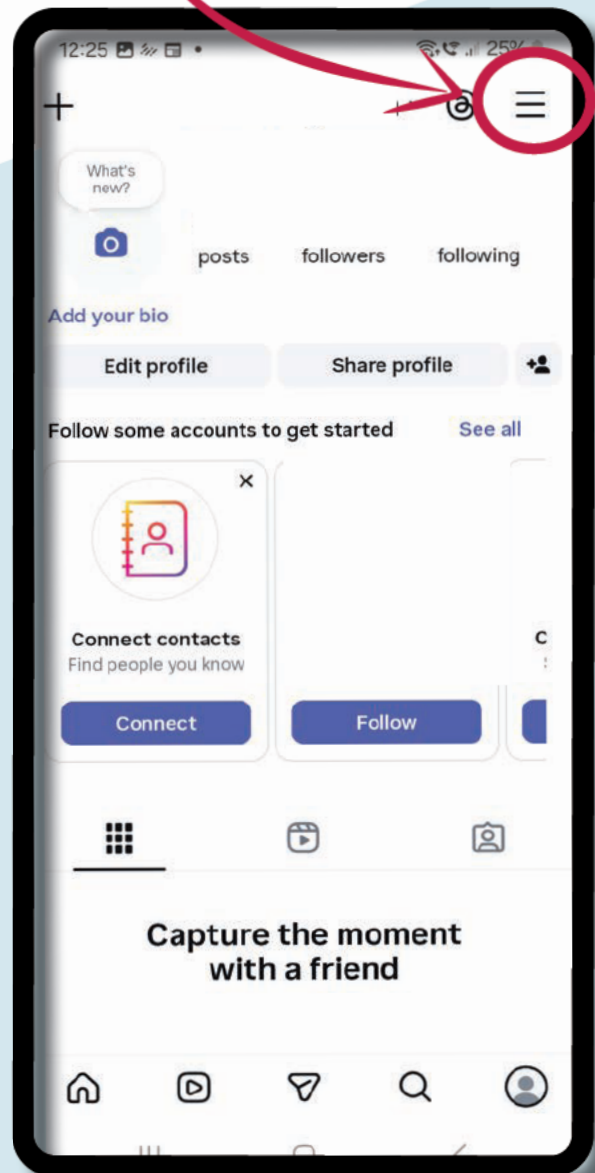 12:25
25%
What's
new?
posts followers following
Add your bio
Edit profile Share profile
Follow some accounts to get started See all
Connect contacts
Find people you know
Connect Follow
Capture the moment
with a friend